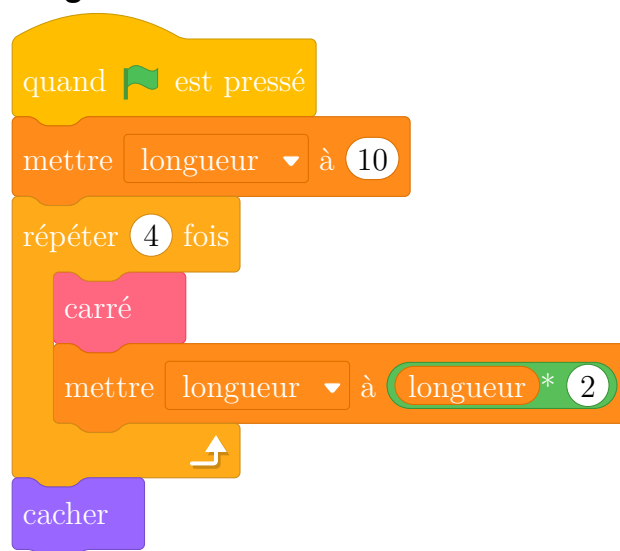 quand est pressé
mettre longueur à 10
répéter 4 fois
carré
mettre longueur à longueur * 2
cacher